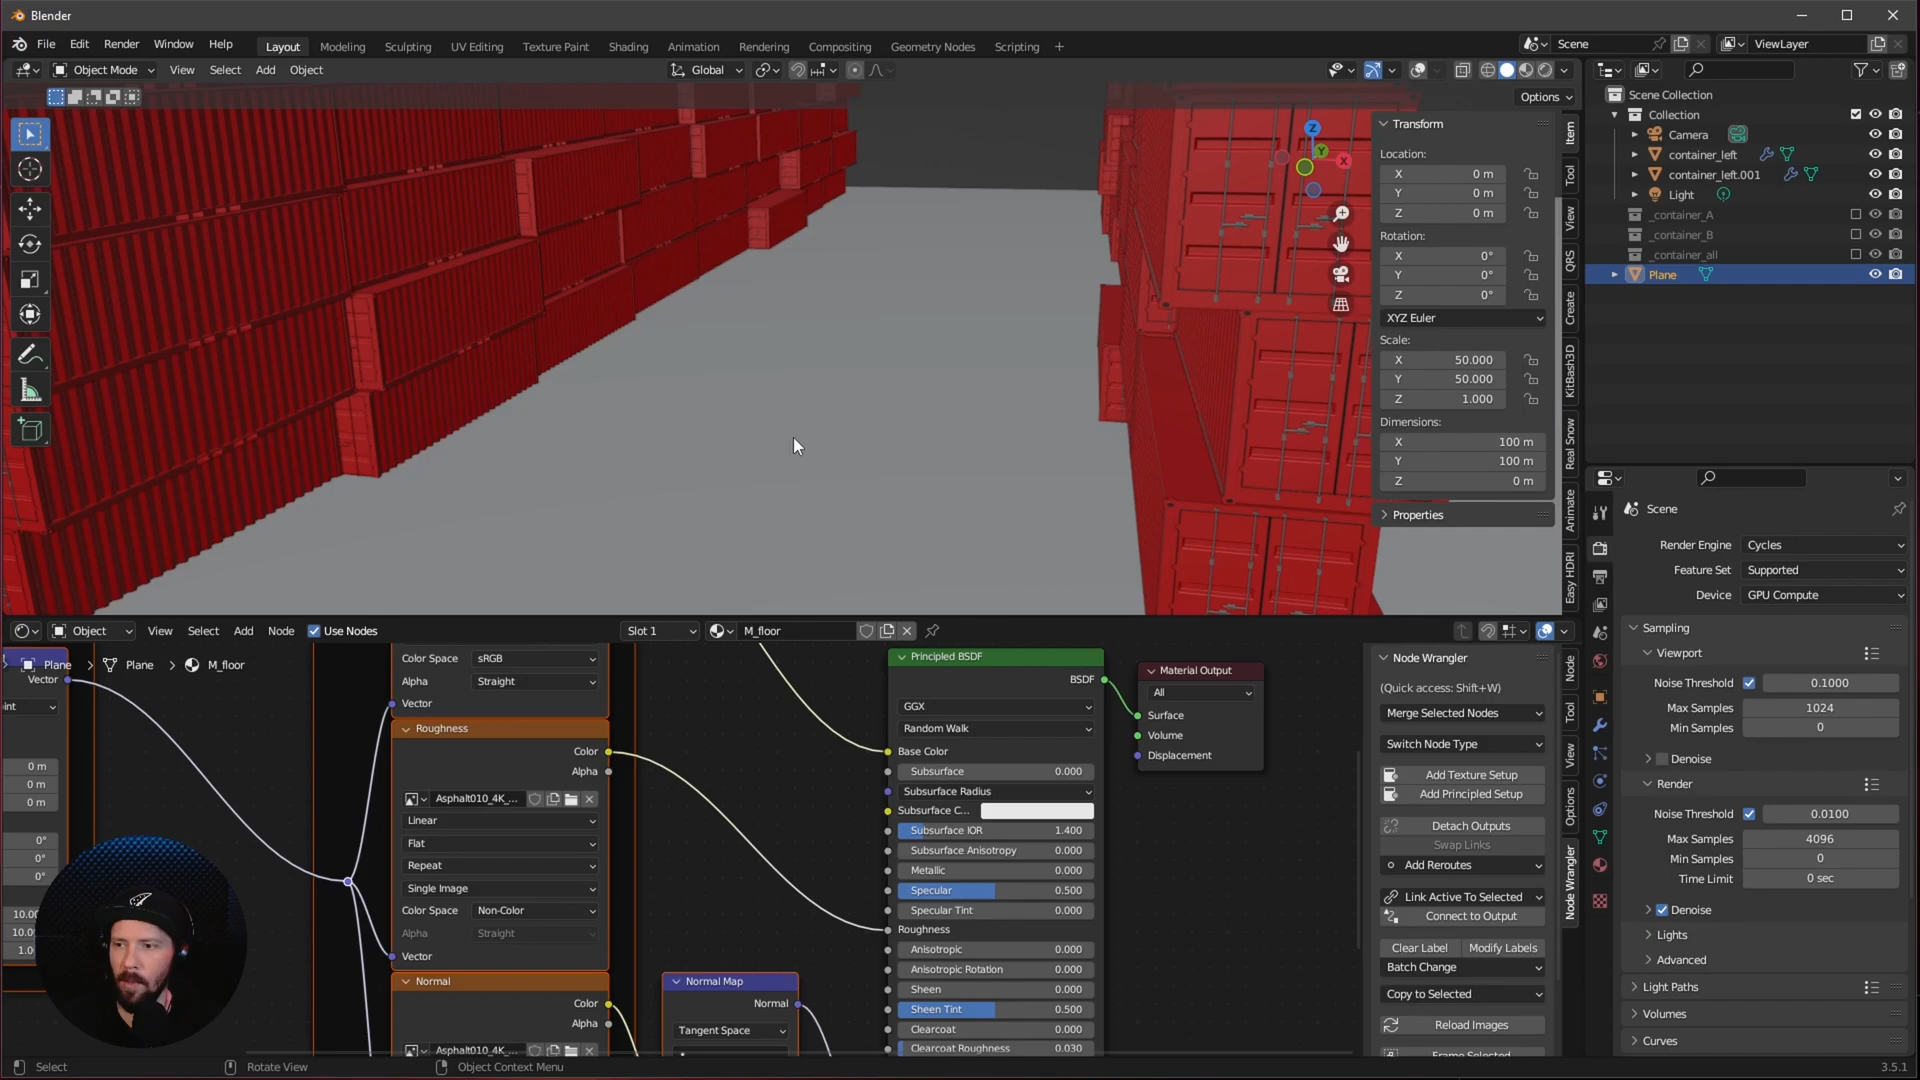 Blender
File Edit Render Window Help Layout Modeling Sculpting UV Editing Texture Paint Shading Animation Rendering Compositing Geometry Nodes Scripting + Scene ViewLayer
Object Mode View Select Add Object Global
Options
Transform
Location:
X 0 m
Y 0 m
Z 0 m
Rotation:
X 0°
Y 0°
Z 0°
XYZ Euler
Scale:
X 50.000
Y 50.000
Z 1.000
Dimensions:
X 100 m
Y 100 m
Z 0 m
Properties
Z
Y
X
Item
Tool
View
QRS
Create
KitBash3D
Real Snow
Animate
Easy HDRI
Scene Collection
Collection
Camera
container_left
container_left.001
Light
_container_A
_container_B
_container_all
Plane
Object View Select Add Node Use Nodes Slot 1 M_floor
Plane > Plane > M_floor
Vector
int
0 m
0 m
0 m
0°
0°
0°
10.00
10.0
1.0
Color Space sRGB
Alpha Straight
Vector
Roughness
Color
Alpha
Asphalt010_4K_...
Linear
Flat
Repeat
Single Image
Color Space Non-Color
Alpha Straight
Vector
Normal
Color
Alpha
Asphalt010_4K_...
Normal Map
Normal
Tangent Space
Principled BSDF
BSDF
GGX
Random Walk
Base Color
Subsurface 0.000
Subsurface Radius
Subsurface C...
Subsurface IOR 1.400
Subsurface Anisotropy 0.000
Metallic 0.000
Specular 0.500
Specular Tint 0.000
Roughness
Anisotropic 0.000
Anisotropic Rotation 0.000
Sheen 0.000
Sheen Tint 0.500
Clearcoat 0.000
Clearcoat Roughness 0.030
Material Output
All
Surface
Volume
Displacement
Node Wrangler
(Quick access: Shift+W)
Merge Selected Nodes
Switch Node Type
Add Texture Setup
Add Principled Setup
Detach Outputs
Swap Links
Add Reroutes
Link Active To Selected
Connect to Output
Clear Label Modify Labels
Batch Change
Copy to Selected
Reload Images
Frame Selected
Node
Tool
View
Options
Node Wrangler
Scene
Render Engine Cycles
Feature Set Supported
Device GPU Compute
Sampling
Viewport
Noise Threshold 0.1000
Max Samples 1024
Min Samples 0
Denoise
Render
Noise Threshold 0.0100
Max Samples 4096
Min Samples 0
Time Limit 0 sec
Denoise
Lights
Advanced
Light Paths
Volumes
Curves
Select Rotate View Object Context Menu 3.5.1